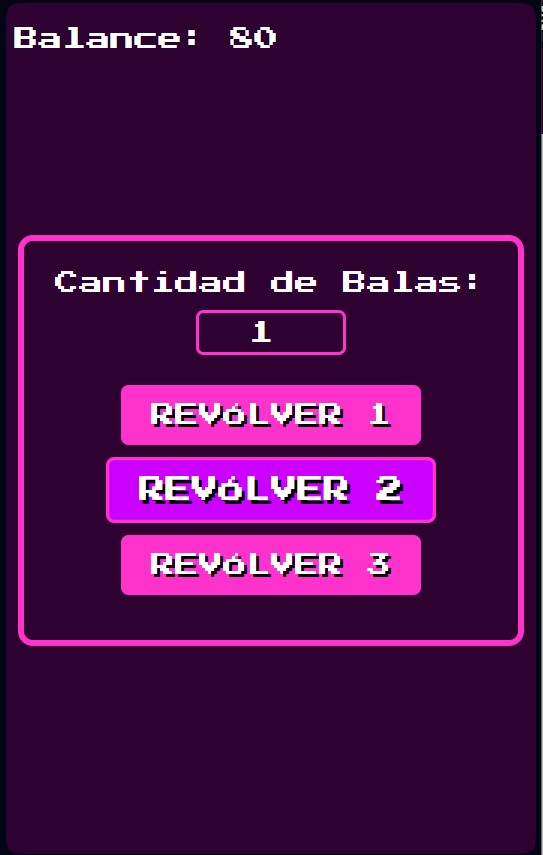 Balance: 80
Cantidad de Balas:
1
REVóLVER 1
REVóLVER 2
REVóLVER 3